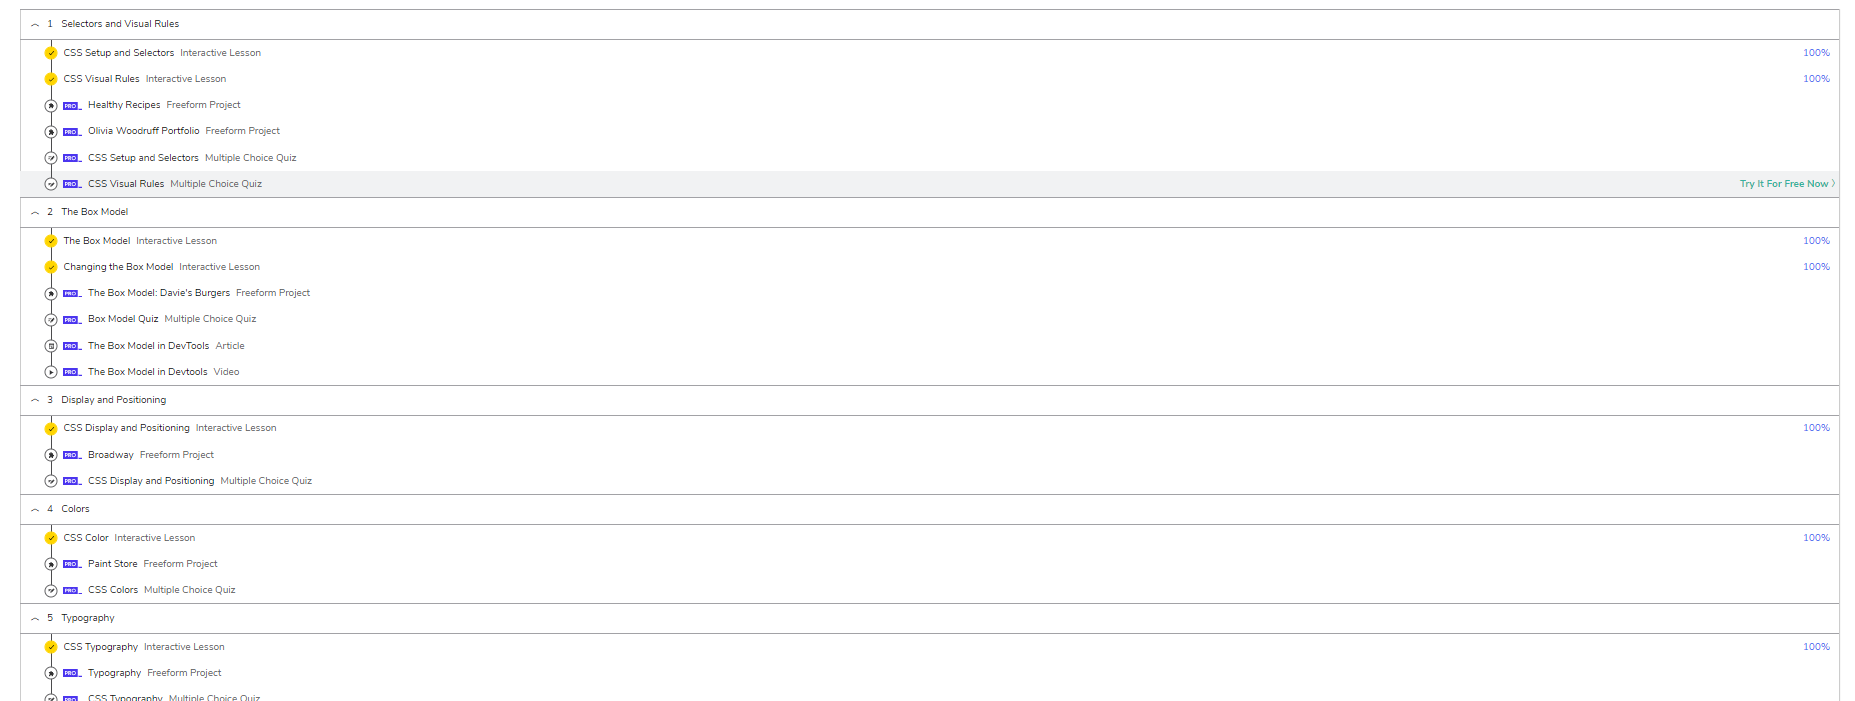 1 Selectors and Visual Rules
CSS Setup and Selectors Interactive Lesson 100%
CSS Visual Rules Interactive Lesson 100%
PRO Healthy Recipes Freeform Project
PRO Olivia Woodruff Portfolio Freeform Project
PRO CSS Setup and Selectors Multiple Choice Quiz
PRO CSS Visual Rules Multiple Choice Quiz Try It For Free Now
2 The Box Model
The Box Model Interactive Lesson 100%
Changing the Box Model Interactive Lesson 100%
PRO The Box Model: Davie's Burgers Freeform Project
PRO Box Model Quiz Multiple Choice Quiz
PRO The Box Model in DevTools Article
PRO The Box Model in Devtools Video
3 Display and Positioning
CSS Display and Positioning Interactive Lesson 100%
PRO Broadway Freeform Project
PRO CSS Display and Positioning Multiple Choice Quiz
4 Colors
CSS Color Interactive Lesson 100%
PRO Paint Store Freeform Project
PRO CSS Colors Multiple Choice Quiz
5 Typography
CSS Typography Interactive Lesson 100%
PRO Typography Freeform Project
PRO CSS Typography Multiple Choice Quiz